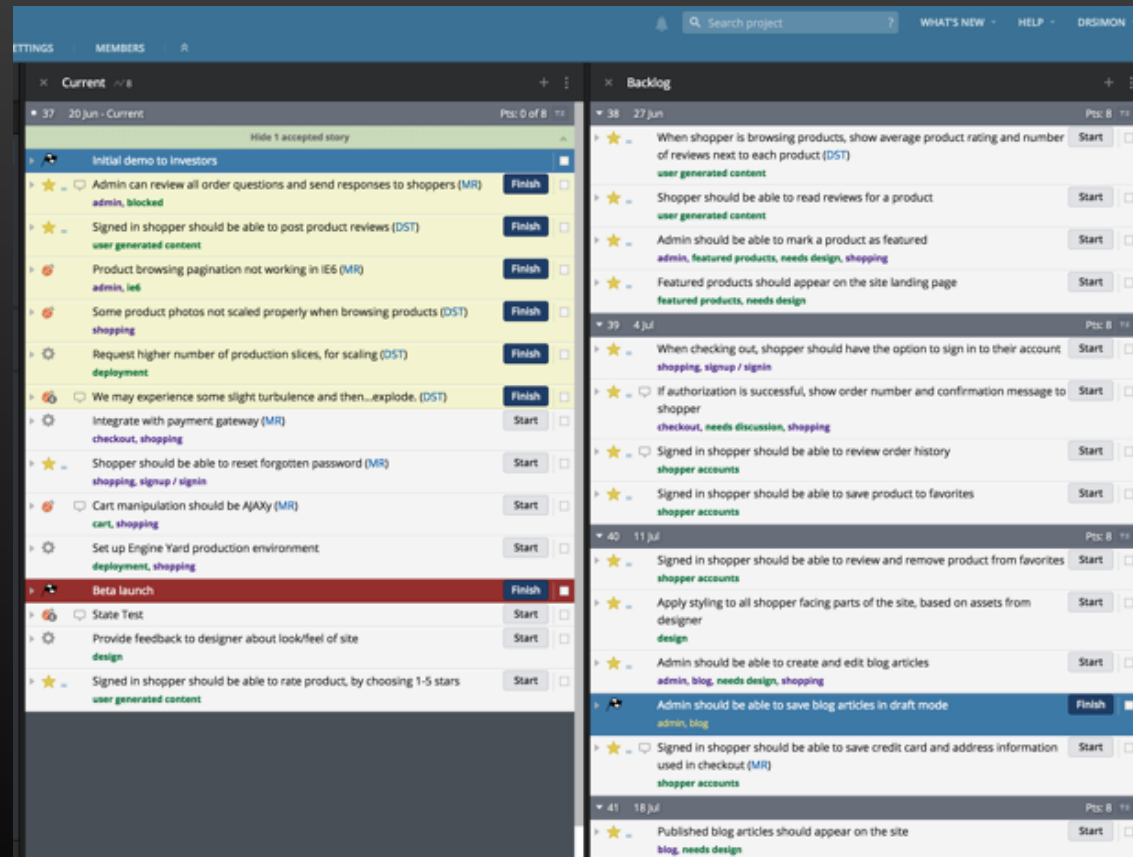 Search project ? WHAT'S NEW HELP DRSIMON
ETTINGS MEMBERS
× Current 8 +
37 20 Jun - Current Pts: 0 of 8
Hide 1 accepted story
Initial demo to investors
Admin can review all order questions and send responses to shoppers (MR) Finish
admin, blocked
Signed in shopper should be able to post product reviews (DST) Finish
user generated content
Product browsing pagination not working in IE6 (MR) Finish
admin, ie6
Some product photos not scaled properly when browsing products (DST) Finish
shopping
Request higher number of production slices, for scaling (DST) Finish
deployment
We may experience some slight turbulence and then...explode. (DST) Finish
Integrate with payment gateway (MR) Start
checkout, shopping
Shopper should be able to reset forgotten password (MR) Start
shopping, signup / signin
Cart manipulation should be AJAXy (MR) Start
cart, shopping
Set up Engine Yard production environment Start
deployment, shopping
Beta launch Finish
State Test Start
Provide feedback to designer about look/feel of site Start
design
Signed in shopper should be able to rate product, by choosing 1-5 stars Start
user generated content
× Backlog +
38 27 Jun Pts: 8
When shopper is browsing products, show average product rating and number Start
of reviews next to each product (DST)
user generated content
Shopper should be able to read reviews for a product Start
user generated content
Admin should be able to mark a product as featured Start
admin, featured products, needs design, shopping
Featured products should appear on the site landing page Start
featured products, needs design
39 4 Jul Pts: 8
When checking out, shopper should have the option to sign in to their account Start
shopping, signup / signin
If authorization is successful, show order number and confirmation message to Start
shopper
checkout, needs discussion, shopping
Signed in shopper should be able to review order history Start
shopper accounts
Signed in shopper should be able to save product to favorites Start
shopper accounts
40 11 Jul Pts: 8
Signed in shopper should be able to review and remove product from favorites Start
shopper accounts
Apply styling to all shopper facing parts of the site, based on assets from Start
designer
design
Admin should be able to create and edit blog articles Start
admin, blog, needs design, shopping
Admin should be able to save blog articles in draft mode Finish
admin, blog
Signed in shopper should be able to save credit card and address information Start
used in checkout (MR)
shopper accounts
41 18 Jul Pts: 8
Published blog articles should appear on the site Start
blog, needs design